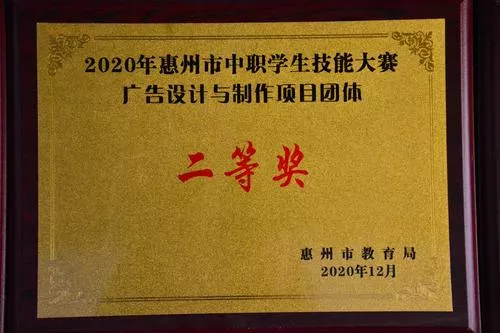 2020年惠州市中职学生技能大赛
广告设计与制作项目团体
二等奖
惠州市教育局
2020年12月